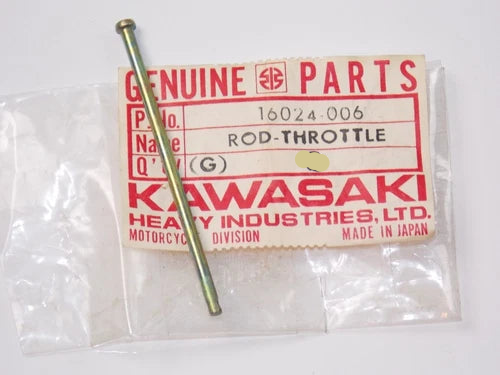 GENUINE PARTS
P. No. 16024-006
Name ROD-THROTTLE
Q'ty (G)
KAWASAKI
HEAVY INDUSTRIES, LTD.
MOTORCYCLE DIVISION MADE IN JAPAN